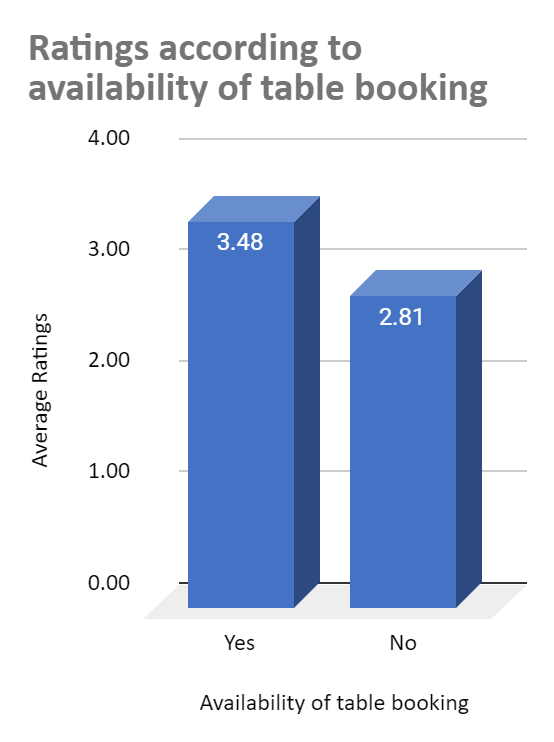 Ratings according to
availability of table booking
4.00
3.00
2.00
1.00
0.00
Average Ratings
3.48
2.81
Yes
No
Availability of table booking